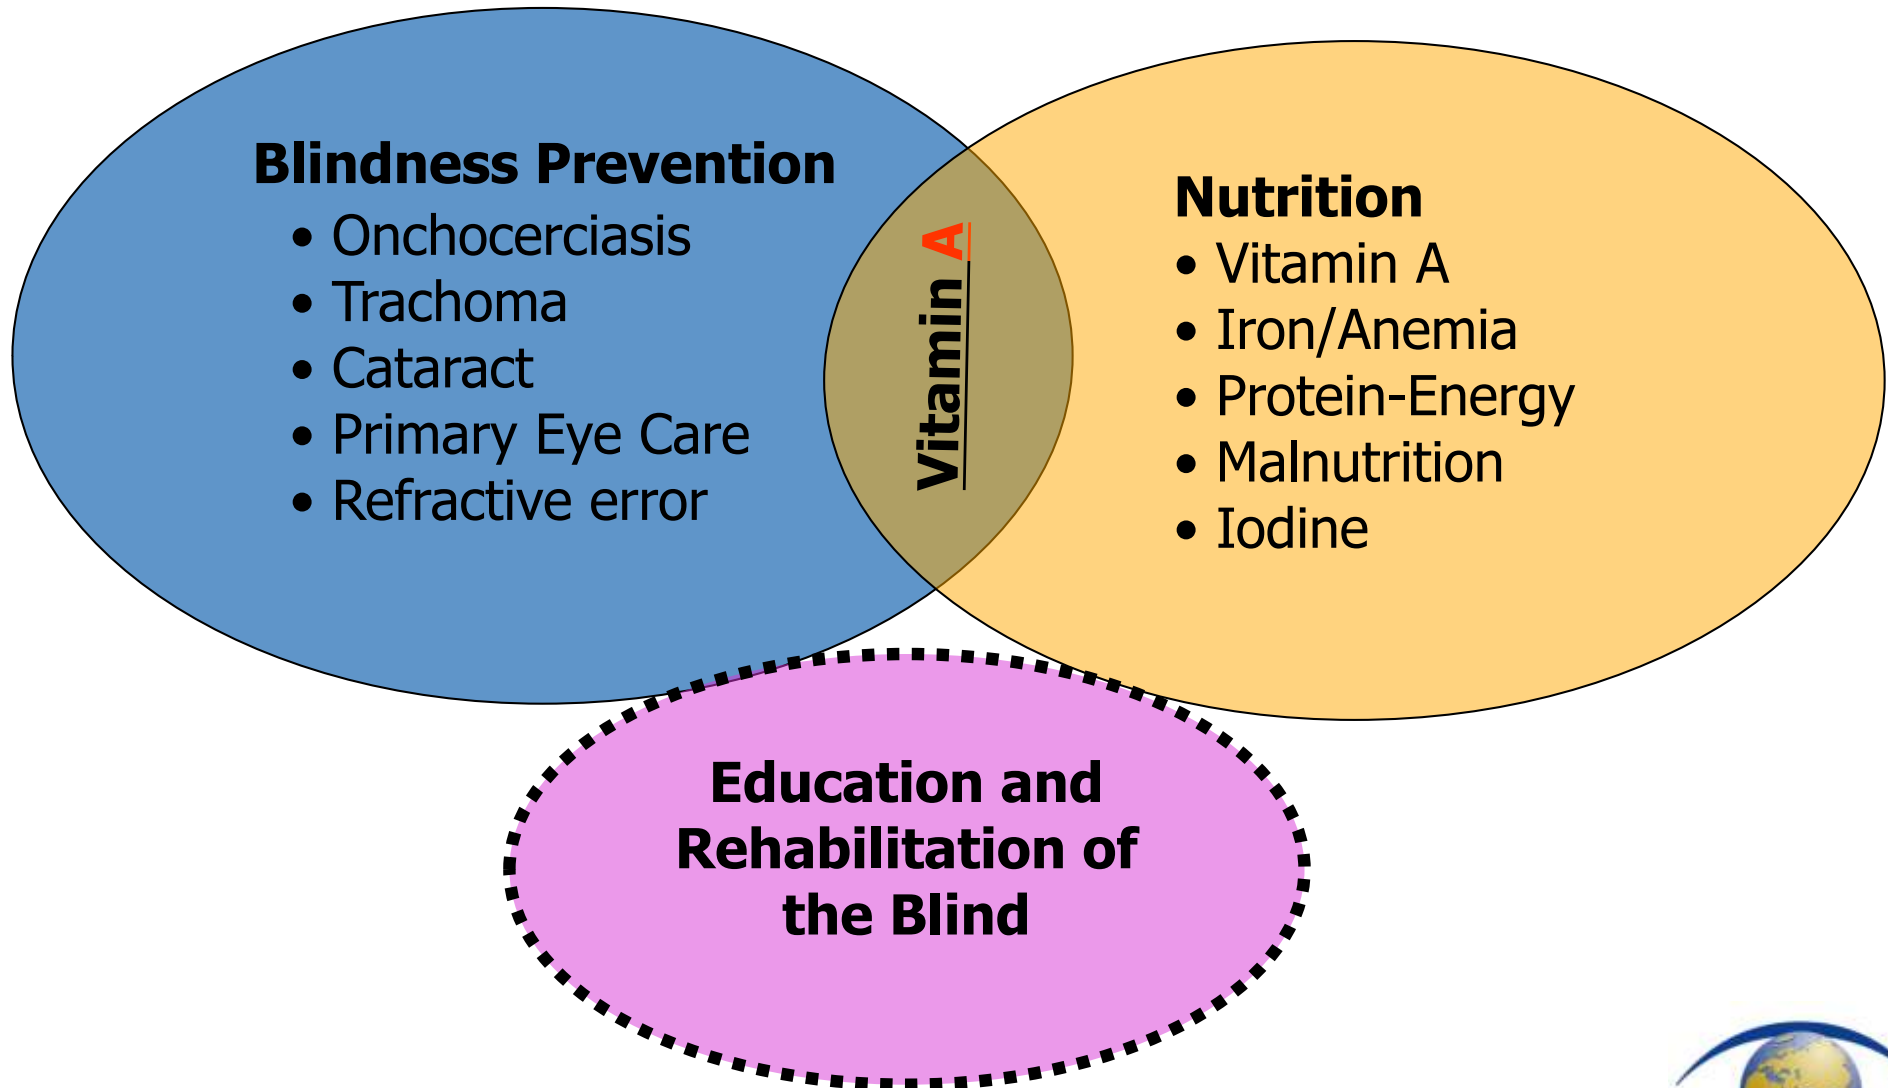 Blindness Prevention
• Onchocerciasis
• Trachoma
• Cataract
• Primary Eye Care
• Refractive error
Vitamin A
Nutrition
• Vitamin A
• Iron/Anemia
• Protein-Energy
• Malnutrition
• Iodine
Education and
Rehabilitation of
the Blind